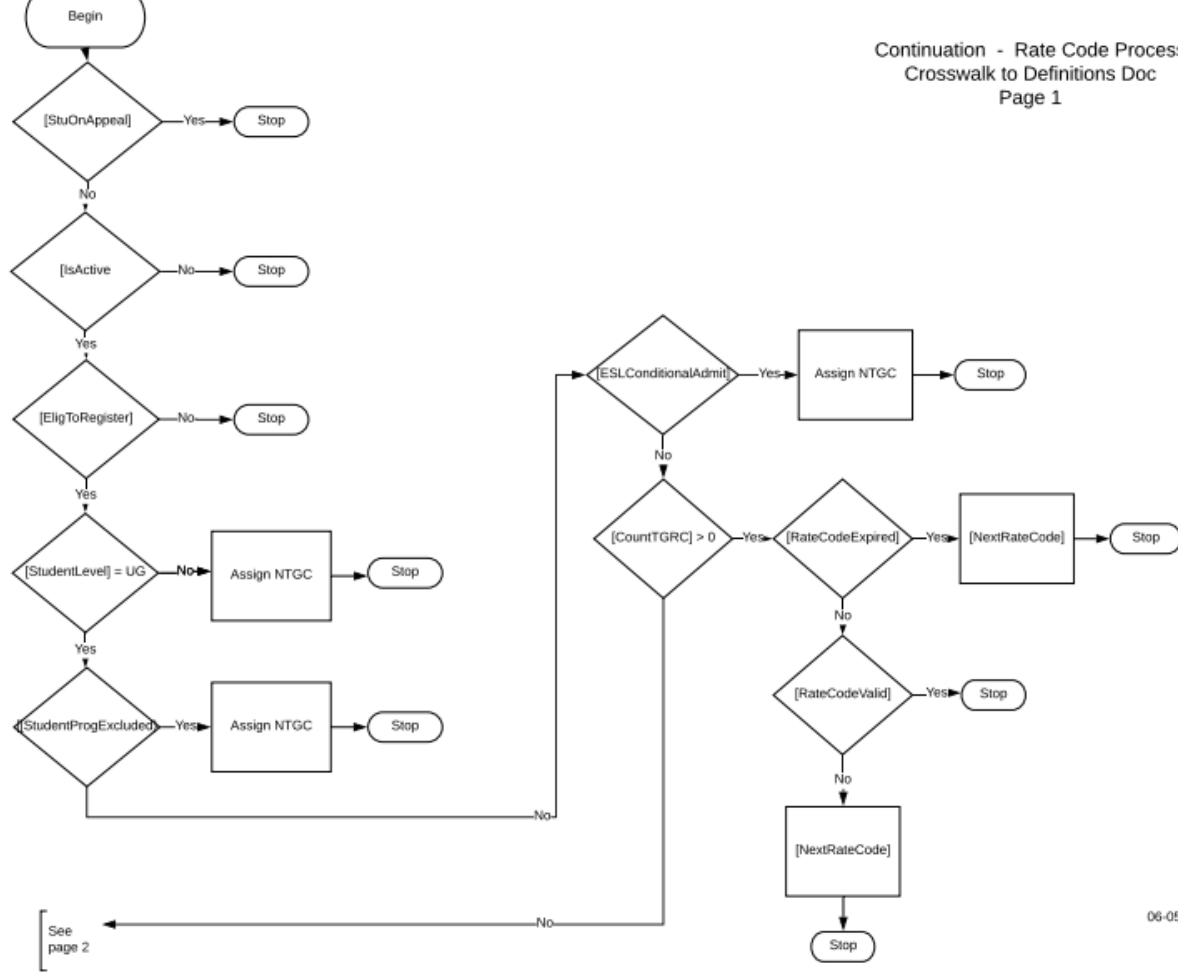 Begin
Continuation - Rate Code Process
Crosswalk to Definitions Doc
Page 1
[StuOnAppeal]
Yes
Stop
No
[IsActive
No
Stop
Yes
[EligToRegister]
No
Stop
Yes
[ESLConditionalAdmit]
Yes
Assign NTGC
Stop
No
[StudentLevel] = UG
No
Assign NTGC
Stop
Yes
[CountTGRC] > 0
Yes
[RateCodeExpired]
Yes
[NextRateCode]
Stop
No
[StudentProgExcluded]
Yes
Assign NTGC
Stop
No
[RateCodeValid]
Yes
Stop
No
[NextRateCode]
Stop
No
See
page 2
06-05